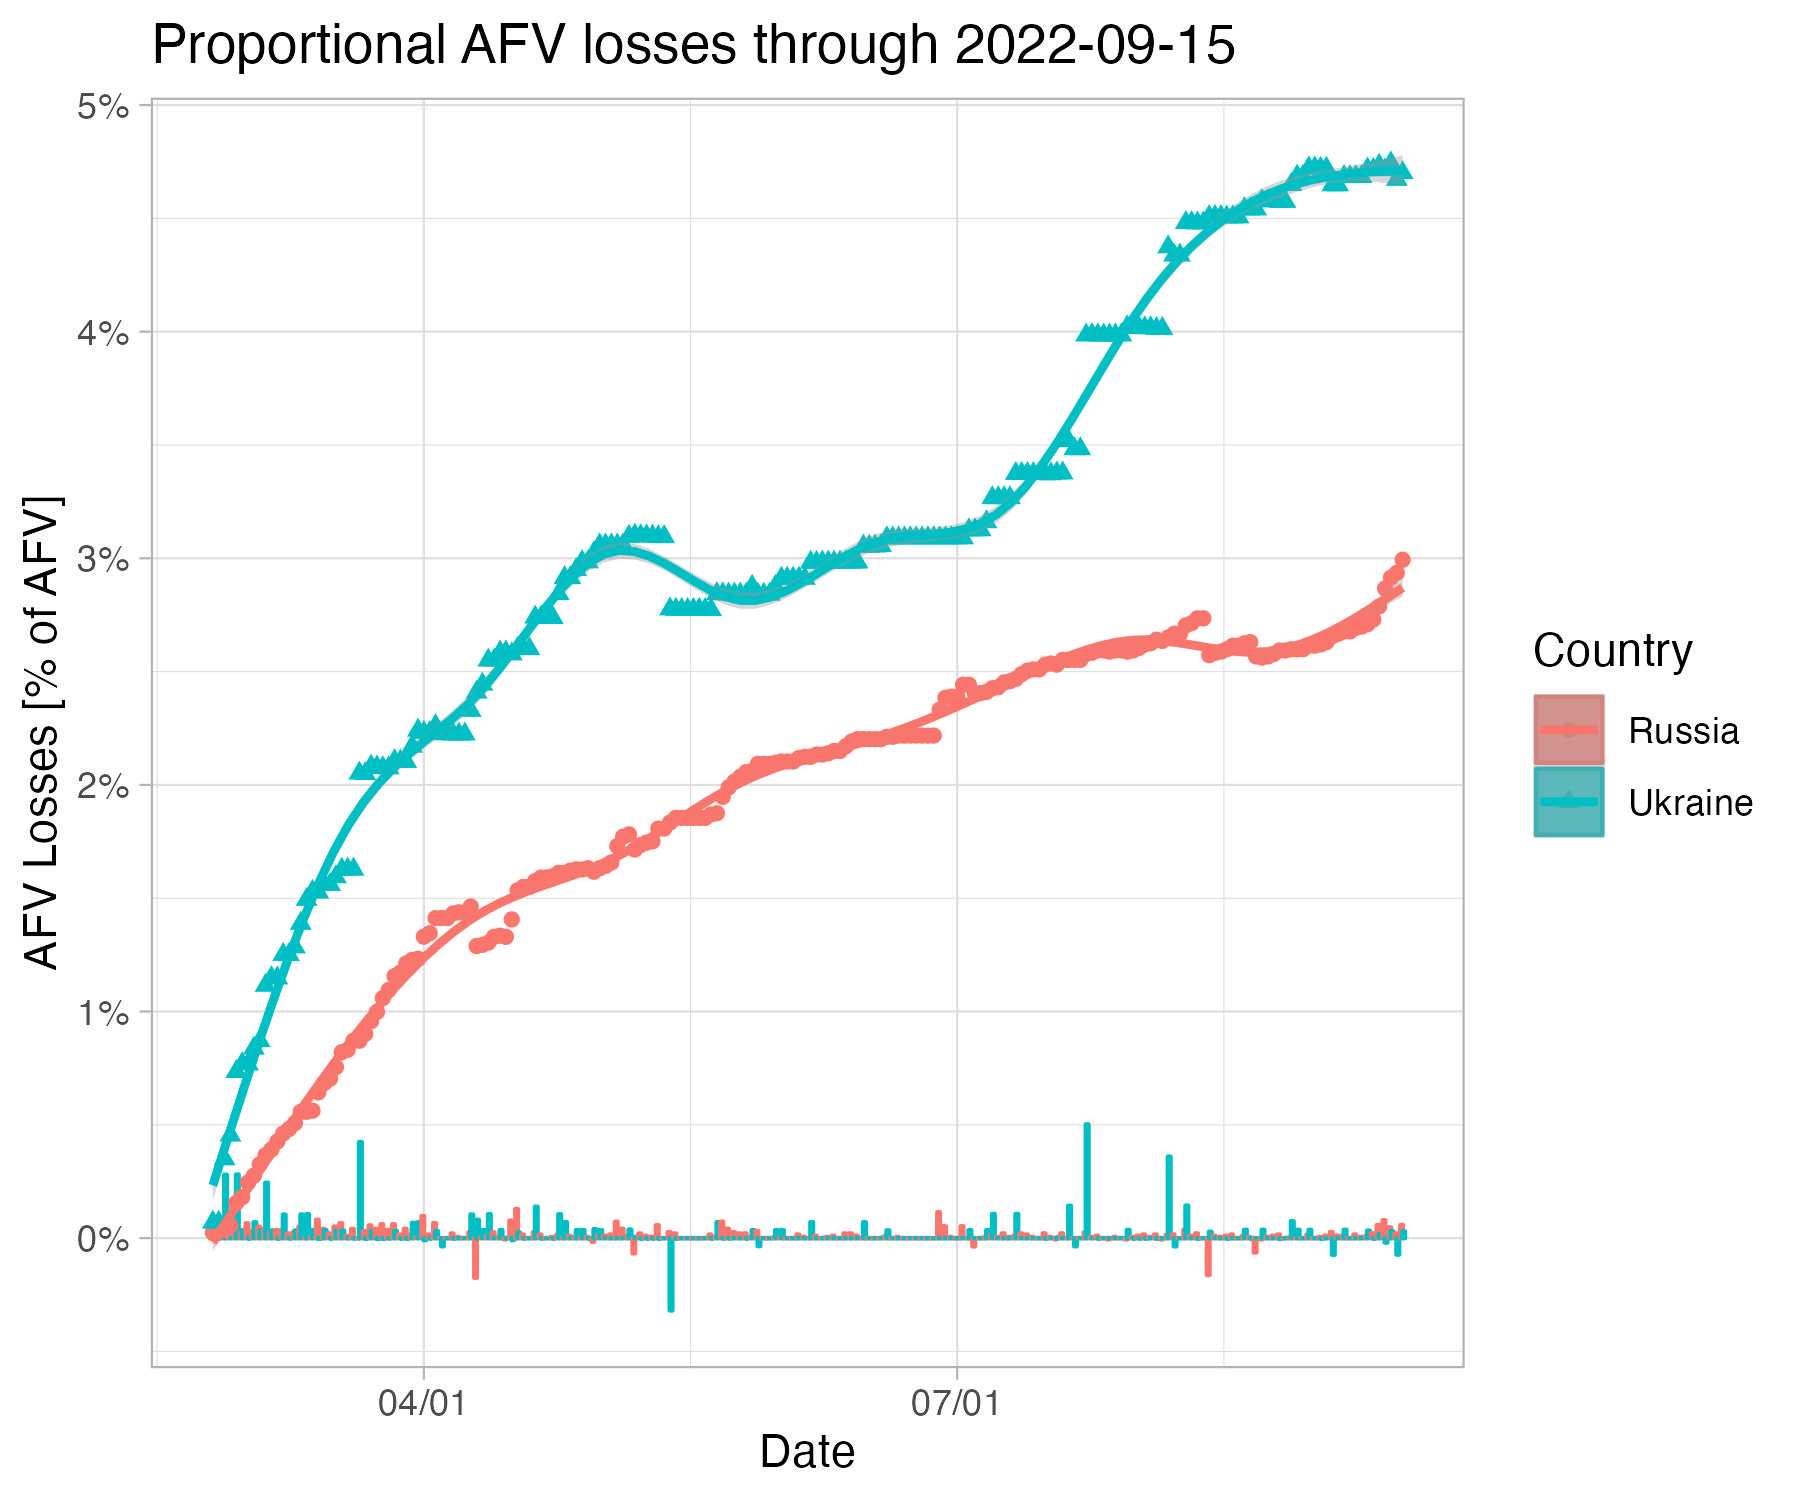 Proportional AFV losses through 2022-09-15
AFV Losses [% of AFV]
5%
4%
3%
2%
1%
0%
04/01
07/01
Date
Country
Russia
Ukraine